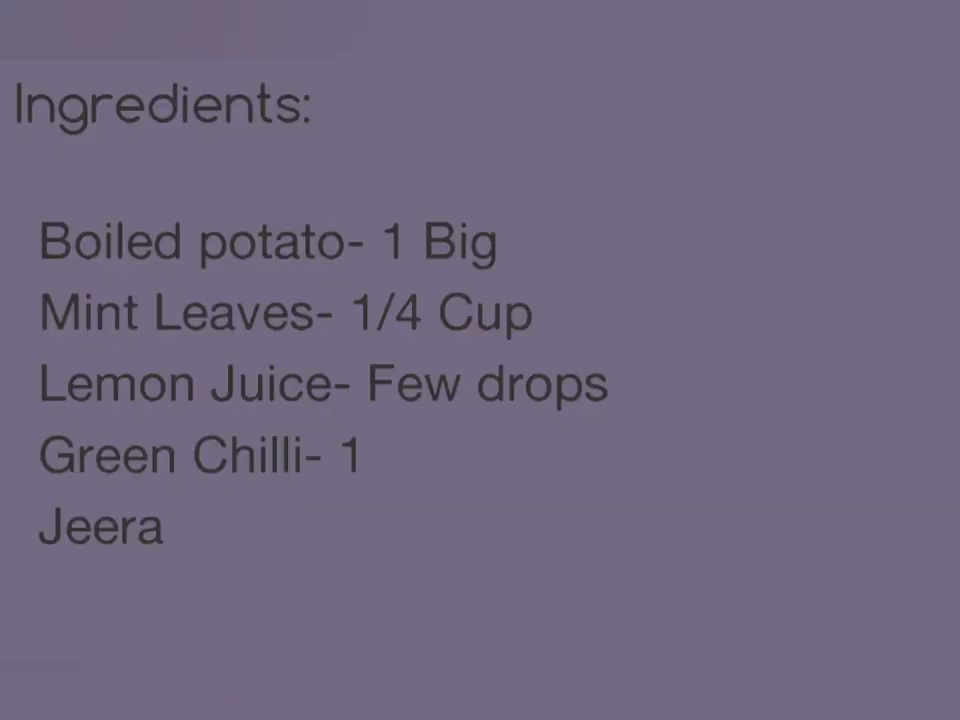 Ingredients:
Boiled potato- 1 Big
Mint Leaves- 1/4 Cup
Lemon Juice- Few drops
Green Chilli- 1
Jeera